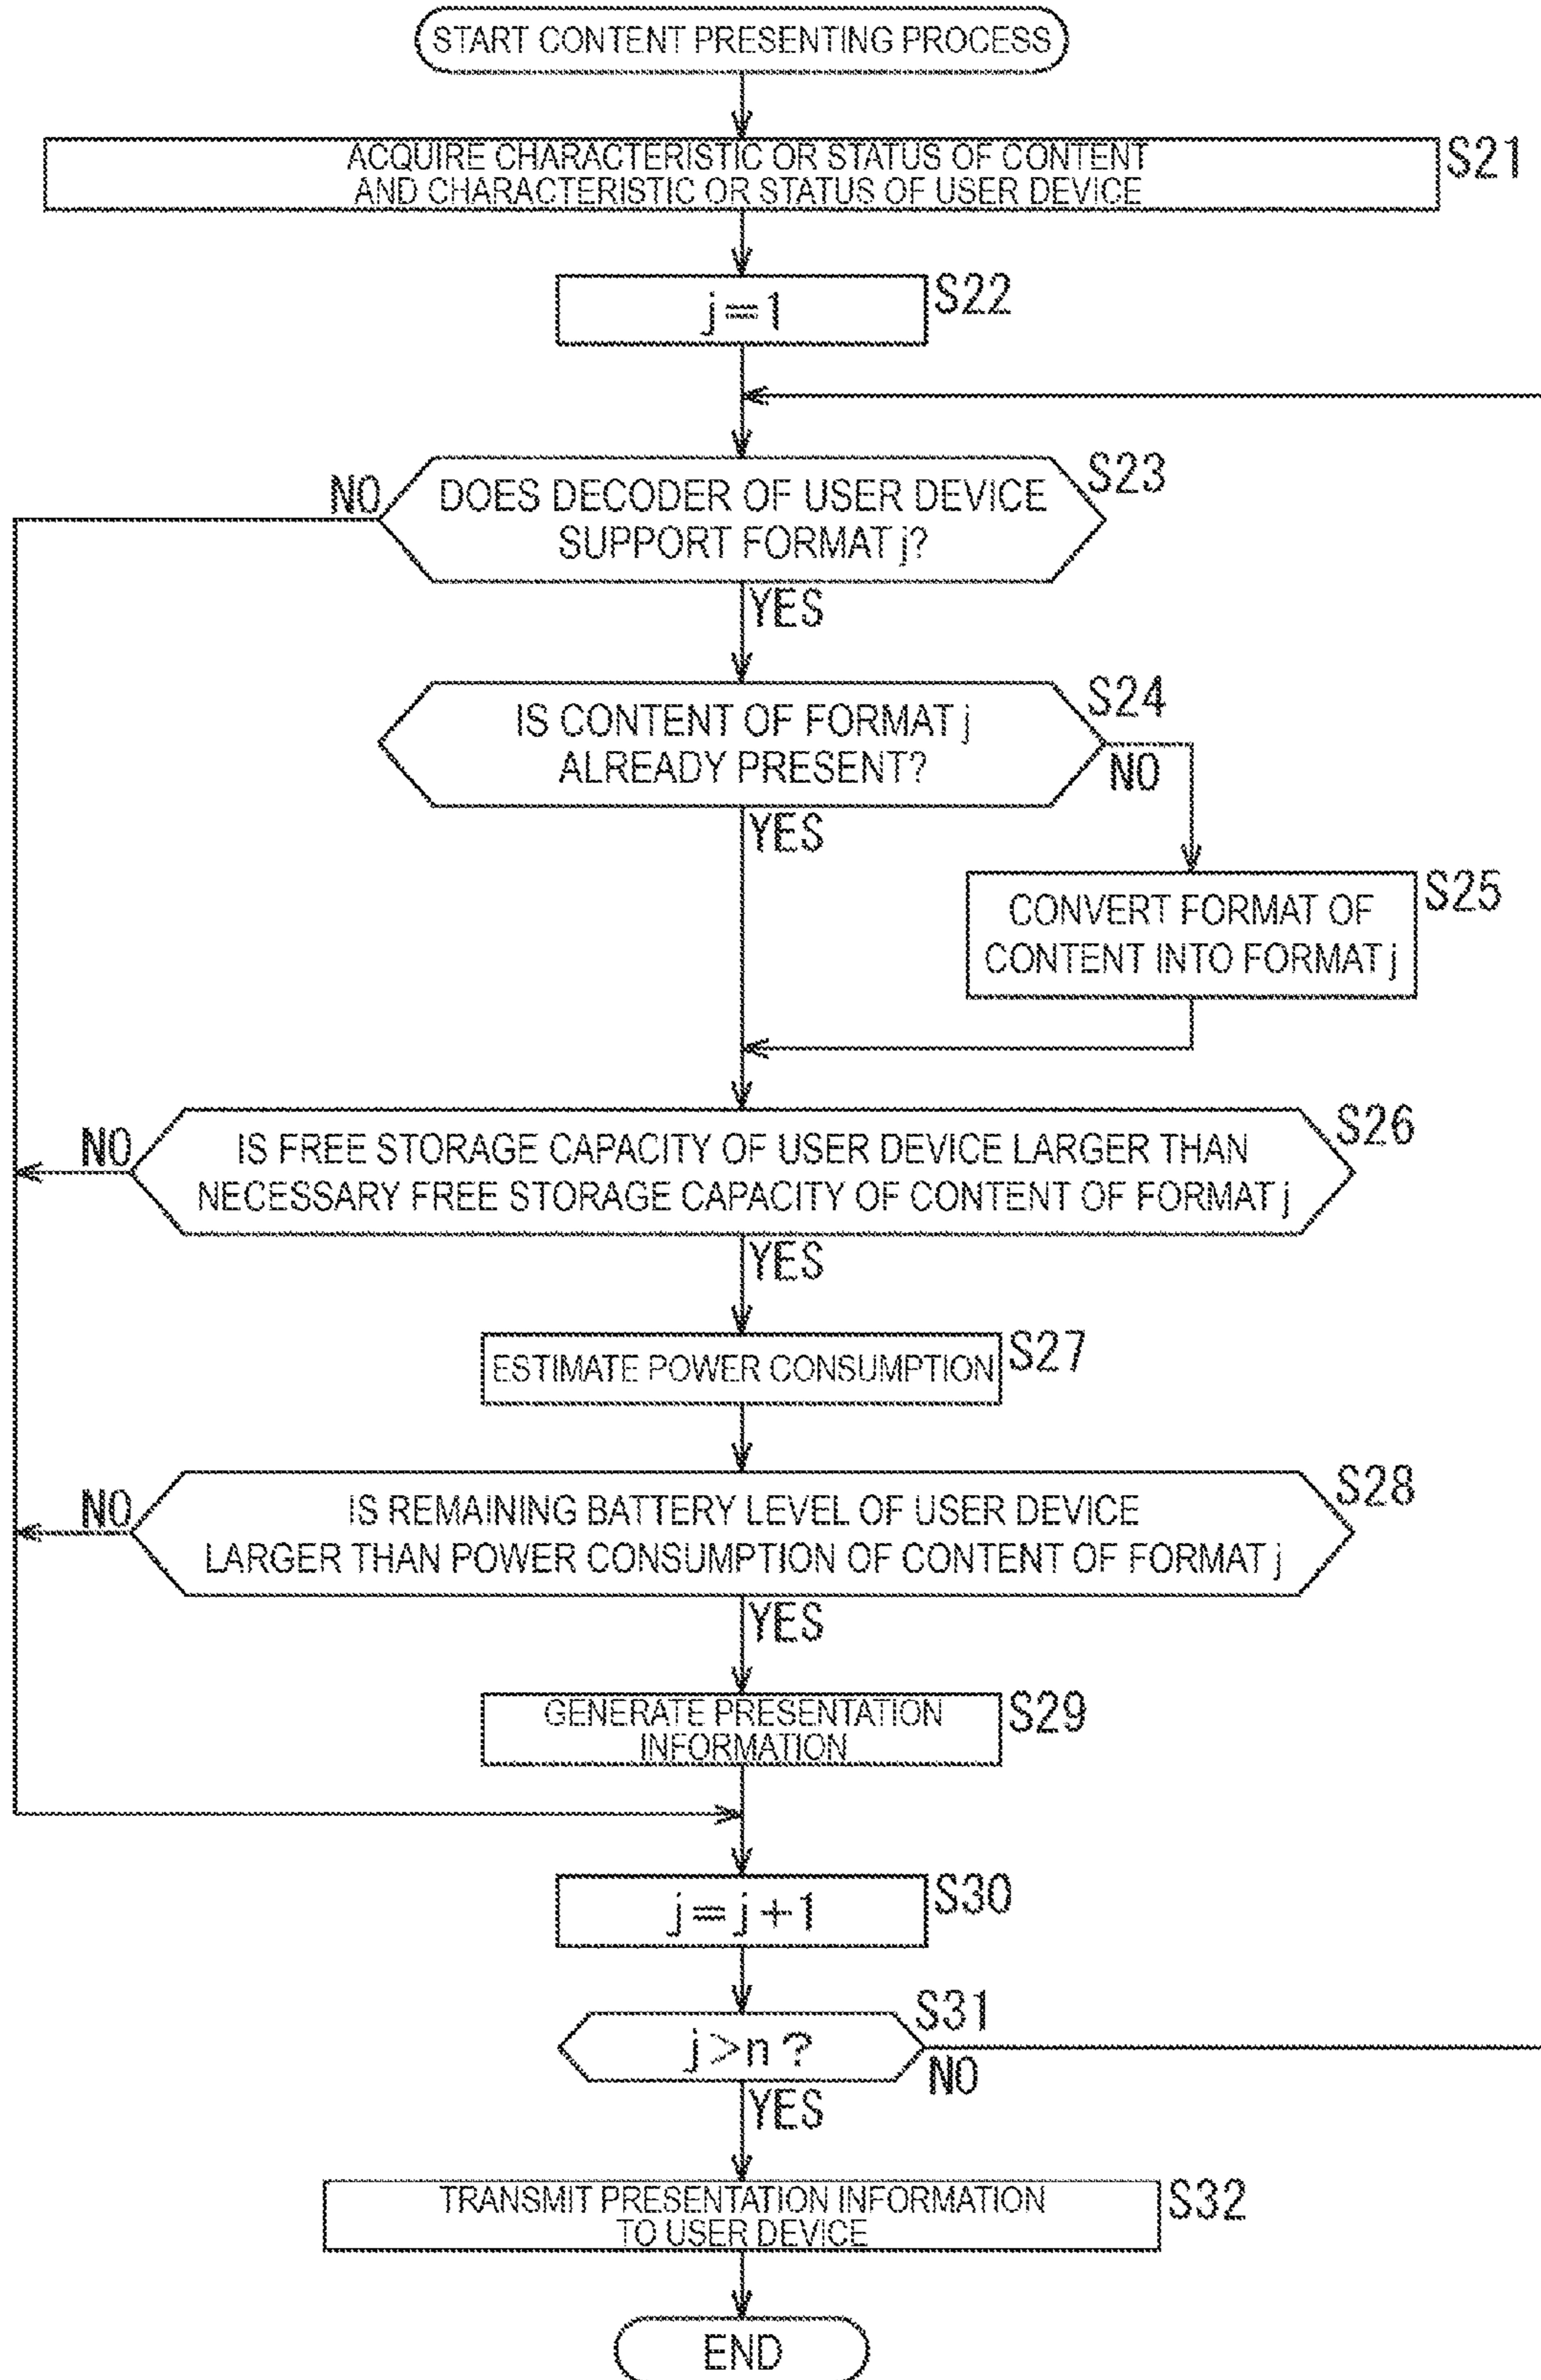 START CONTENT PRESENTING PROCESS
ACQUIRE CHARACTERISTIC OR STATUS OF CONTENT
AND CHARACTERISTIC OR STATUS OF USER DEVICE
S21
j=1
S22
DOES DECODER OF USER DEVICE
SUPPORT FORMAT j?
S23
NO
YES
IS CONTENT OF FORMAT j
ALREADY PRESENT?
S24
NO
YES
CONVERT FORMAT OF
CONTENT INTO FORMAT j
S25
IS FREE STORAGE CAPACITY OF USER DEVICE LARGER THAN
NECESSARY FREE STORAGE CAPACITY OF CONTENT OF FORMAT j
S26
NO
YES
ESTIMATE POWER CONSUMPTION
S27
IS REMAINING BATTERY LEVEL OF USER DEVICE
LARGER THAN POWER CONSUMPTION OF CONTENT OF FORMAT j
S28
NO
YES
GENERATE PRESENTATION
INFORMATION
S29
j=j+1
S30
j>n?
S31
NO
YES
TRANSMIT PRESENTATION INFORMATION
TO USER DEVICE
S32
END